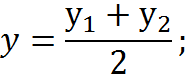 y = (y₁ + y₂) / 2 ;